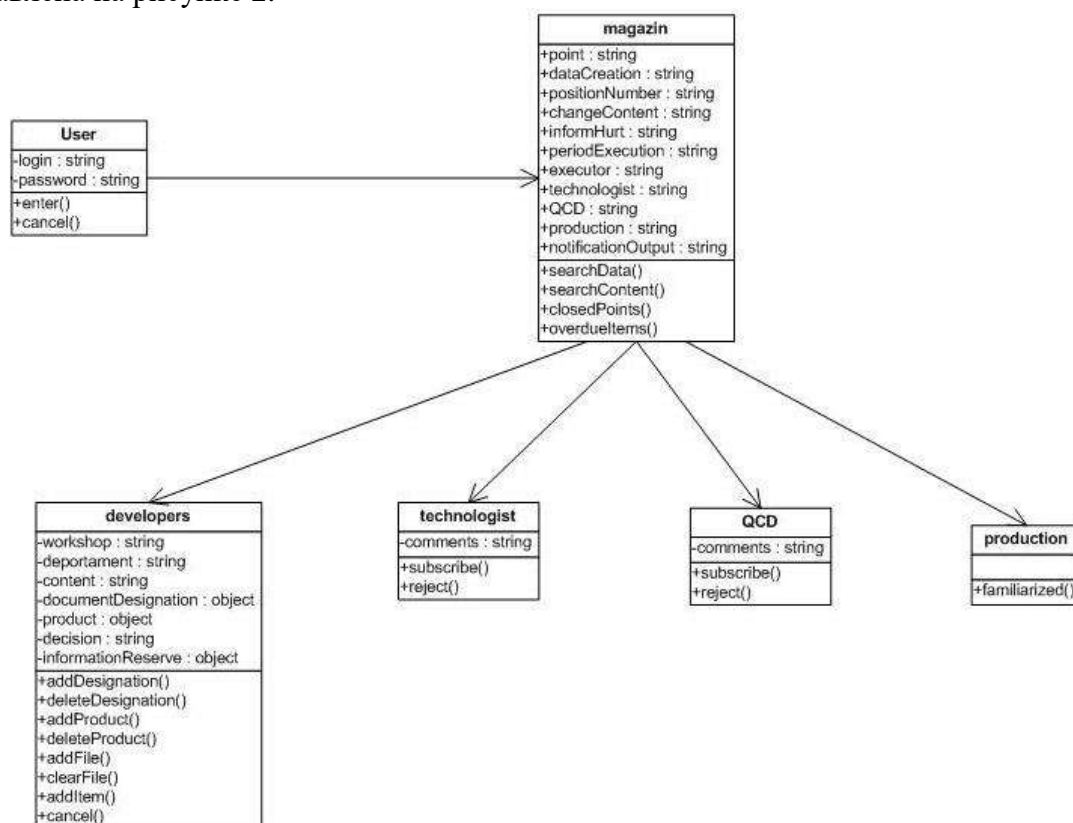 на рисунке 2.
magazin
+point : string
+dataCreation : string
+positionNumber : string
+changeContent : string
+informHurt : string
+periodExecution : string
+executor : string
+technologist : string
+QCD : string
+production : string
+notificationOutput : string
+searchData()
+searchContent()
+closedPoints()
+overdueItems()
User
-login : string
-password : string
+enter()
+cancel()
developers
-workshop : string
-deportament : string
-content : string
-documentDesignation : object
-product : object
-decision : string
-informationReserve : object
+addDesignation()
+deleteDesignation()
+addProduct()
+deleteProduct()
+addFile()
+clearFile()
+addItem()
+cancel()
technologist
-comments : string
+subscribe()
+reject()
QCD
-comments : string
+subscribe()
+reject()
production
+familiarized()